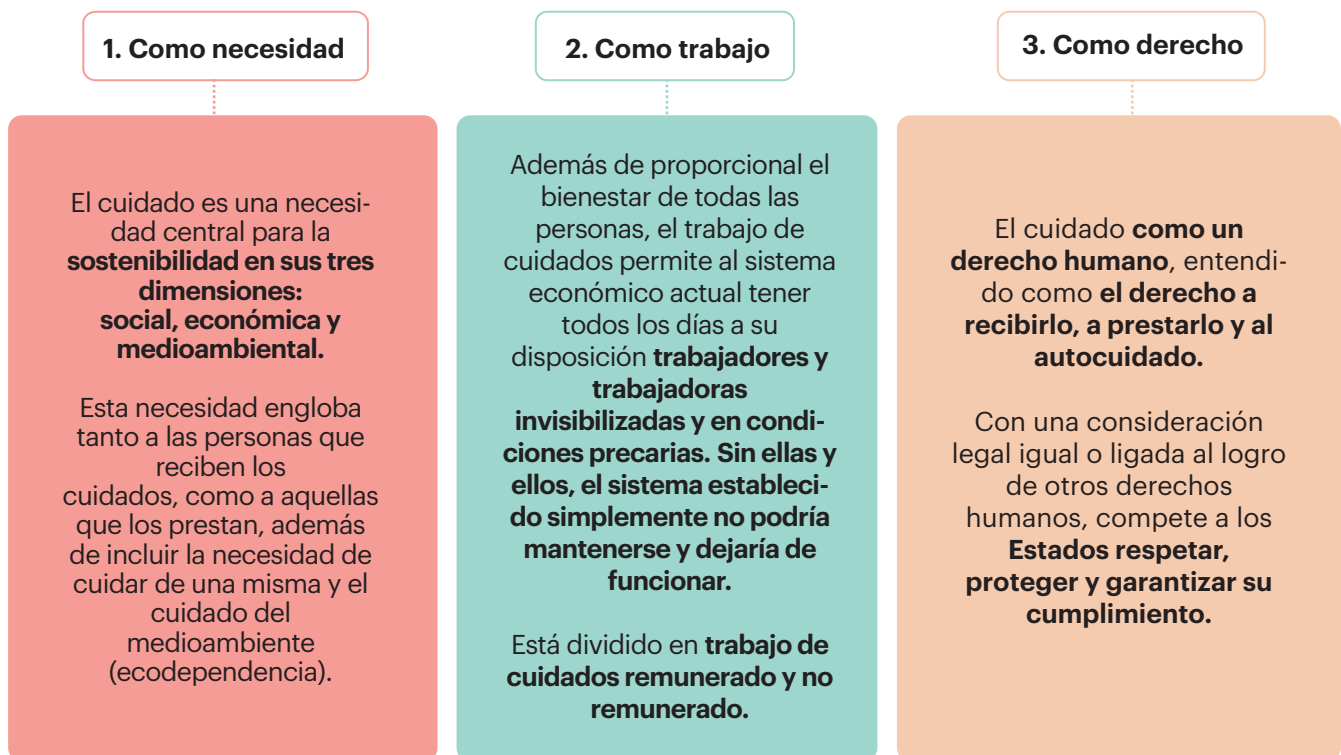 1. Como necesidad
El cuidado es una necesi-
dad central para la
sostenibilidad en sus tres
dimensiones:
social, económica y
medioambiental.
Esta necesidad engloba
tanto a las personas que
reciben los
cuidados, como a aquellas
que los prestan, además
de incluir la necesidad de
cuidar de una misma y el
cuidado del
medioambiente
(ecodependencia).
2. Como trabajo
Además de proporcional el
bienestar de todas las
personas, el trabajo de
cuidados permite al sistema
económico actual tener
todos los días a su
disposición trabajadores y
trabajadoras
invisibilizadas y en condi-
ciones precarias. Sin ellas y
ellos, el sistema estableci-
do simplemente no podría
mantenerse y dejaría de
funcionar.
Está dividido en trabajo de
cuidados remunerado y no
remunerado.
3. Como derecho
El cuidado como un
derecho humano, entendi-
do como el derecho a
recibirlo, a prestarlo y al
autocuidado.
Con una consideración
legal igual o ligada al logro
de otros derechos
humanos, compete a los
Estados respetar,
proteger y garantizar su
cumplimiento.